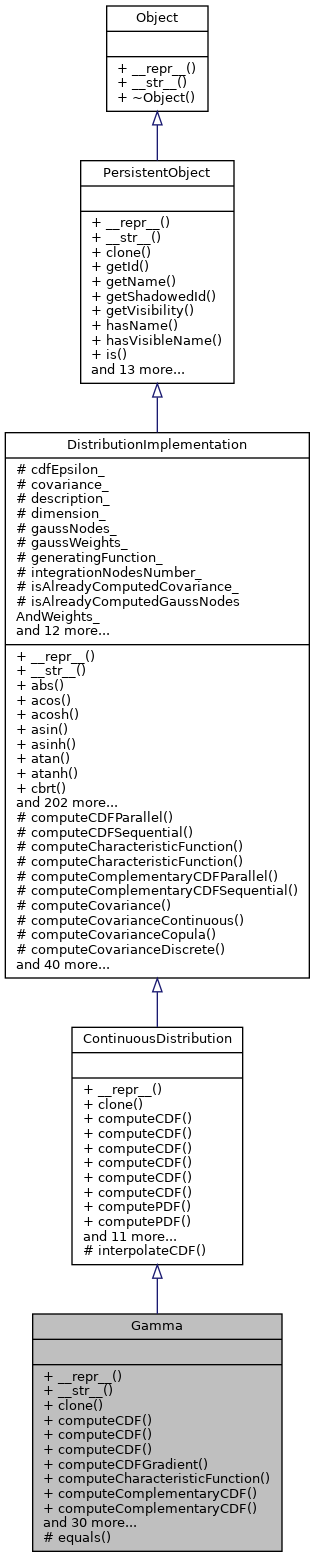 Object
+ __repr__()
+ __str__()
+ ~Object()
PersistentObject
+ __repr__()
+ __str__()
+ clone()
+ getId()
+ getName()
+ getShadowedId()
+ getVisibility()
+ hasName()
+ hasVisibleName()
+ is()
and 13 more...
DistributionImplementation
# cdfEpsilon_
# covariance_
# description_
# dimension_
# gaussNodes_
# gaussWeights_
# generatingFunction_
# integrationNodesNumber_
# isAlreadyComputedCovariance_
# isAlreadyComputedGaussNodes
AndWeights_
and 12 more...
+ __repr__()
+ __str__()
+ abs()
+ acos()
+ acosh()
+ asin()
+ asinh()
+ atan()
+ atanh()
+ cbrt()
and 202 more...
# computeCDFParallel()
# computeCDFSequential()
# computeCharacteristicFunction()
# computeCharacteristicFunction()
# computeComplementaryCDFParallel()
# computeComplementaryCDFSequential()
# computeCovariance()
# computeCovarianceContinuous()
# computeCovarianceCopula()
# computeCovarianceDiscrete()
and 40 more...
ContinuousDistribution
+ __repr__()
+ clone()
+ computeCDF()
+ computeCDF()
+ computeCDF()
+ computeCDF()
+ computeCDF()
+ computeCDF()
+ computePDF()
+ computePDF()
and 11 more...
# interpolateCDF()
Gamma
+ __repr__()
+ __str__()
+ clone()
+ computeCDF()
+ computeCDF()
+ computeCDF()
+ computeCDFGradient()
+ computeCharacteristicFunction()
+ computeComplementaryCDF()
+ computeComplementaryCDF()
and 30 more...
# equals()